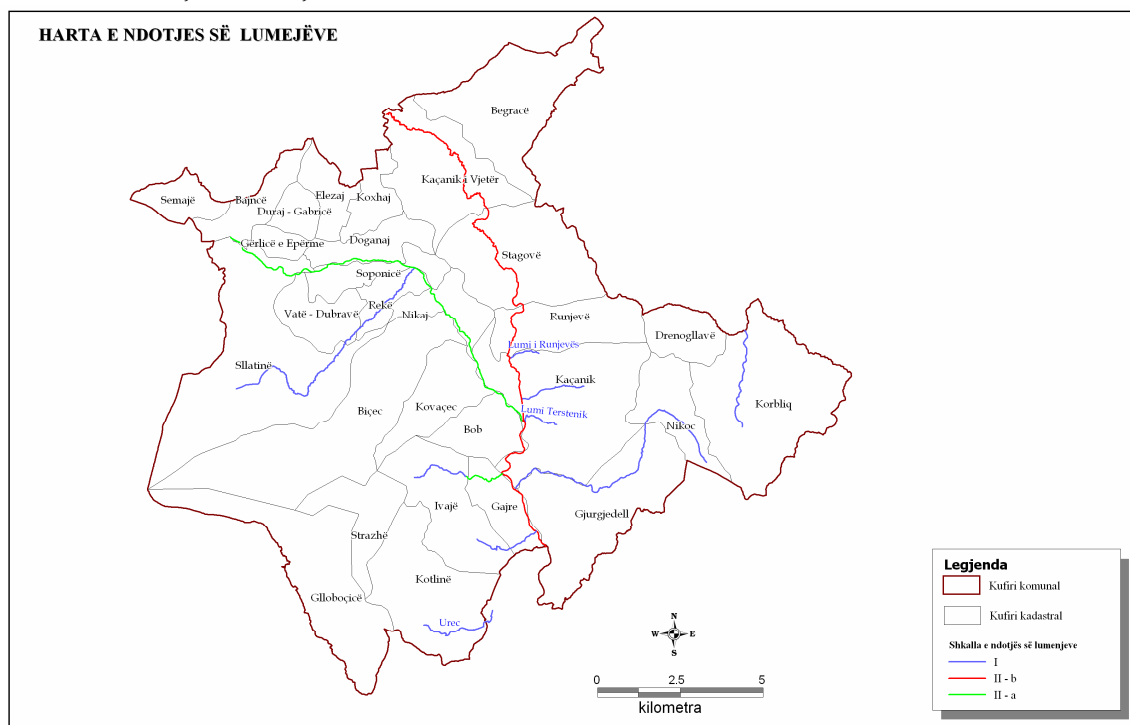 HARTA E NDOTJES SË LUMEJËVE
Begracë
Kaçanik i Vjetër
Semajë
Bajncë
Elezaj
Koxhaj
Duraj - Gabricë
Gërlicë e Epërme
Doganaj
Stagovë
Soponicë
Vatë - Dubravë
Rekë
Nikaj
Runjevë
Drenogllavë
Lumi i Runjevës
Sllatinë
Kaçanik
Korbliq
Biçec
Kovaçec
Lumi Terstenik
Bob
Nikoc
Ivajë
Gajre
Gjurgjedell
Strazhë
Kotlinë
Glloboçicë
Urec
N
W E
S
0 2.5 5
kilometra
Legjenda
Kufiri komunal
Kufiri kadastral
Shkalla e ndotjës së lumenjeve
I
II - b
II - a